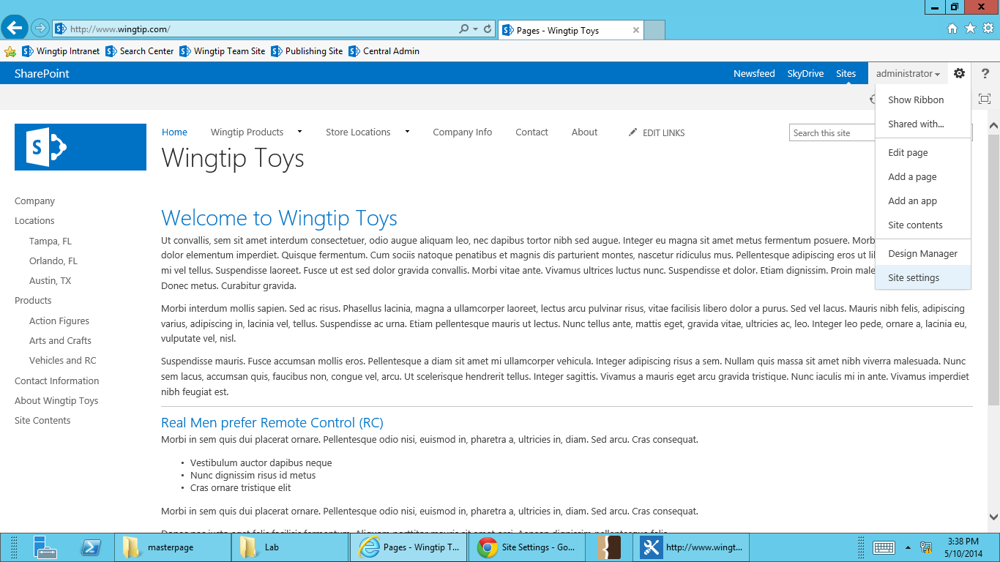 http://www.wingtip.com/
Pages - Wingtip Toys
Wingtip Intranet
Search Center
Wingtip Team Site
Publishing Site
Central Admin
SharePoint
Newsfeed
SkyDrive
Sites
administrator
?
Show Ribbon
Shared with...
Edit page
Add a page
Add an app
Site contents
Design Manager
Site settings
S
Home
Wingtip Products
Store Locations
Company Info
Contact
About
EDIT LINKS
Search this site
Wingtip Toys
Company
Locations
Tampa, FL
Orlando, FL
Austin, TX
Products
Action Figures
Arts and Crafts
Vehicles and RC
Contact Information
About Wingtip Toys
Site Contents
Welcome to Wingtip Toys
Ut convallis, sem sit amet interdum consectetuer, odio augue aliquam leo, nec dapibus tortor nibh sed augue. Integer eu magna sit amet metus fermentum posuere. Morb
dolor elementum imperdiet. Quisque fermentum. Cum sociis natoque penatibus et magnis dis parturient montes, nascetur ridiculus mus. Pellentesque adipiscing eros ut
mi vel tellus. Suspendisse laoreet. Fusce ut est sed dolor gravida convallis. Morbi vitae ante. Vivamus ultrices luctus nunc. Suspendisse et dolor. Etiam dignissim. Proin male
Donec metus. Curabitur gravida.
Morbi interdum mollis sapien. Sed ac risus. Phasellus lacinia, magna a ullamcorper laoreet, lectus arcu pulvinar risus, vitae facilisis libero dolor a purus. Sed vel lacus. Mauris nibh felis, adipiscing
varius, adipiscing in, lacinia vel, tellus. Suspendisse ac urna. Etiam pellentesque mauris ut lectus. Nunc tellus ante, mattis eget, gravida vitae, ultricies ac, leo. Integer leo pede, ornare a, lacinia eu,
vulputate vel, nisl.
Suspendisse mauris. Fusce accumsan mollis eros. Pellentesque a diam sit amet mi ullamcorper vehicula. Integer adipiscing risus a sem. Nullam quis massa sit amet nibh viverra malesuada. Nunc
sem lacus, accumsan quis, faucibus non, congue vel, arcu. Ut scelerisque hendrerit tellus. Integer sagittis. Vivamus a mauris eget arcu gravida tristique. Nunc iaculis mi in ante. Vivamus imperdiet
nibh feugiat est.
Real Men prefer Remote Control (RC)
Morbi in sem quis dui placerat ornare. Pellentesque odio nisi, euismod in, pharetra a, ultricies in, diam. Sed arcu. Cras consequat.
• Vestibulum auctor dapibus neque
• Nunc dignissim risus id metus
• Cras ornare tristique elit
Morbi in sem quis dui placerat ornare. Pellentesque odio nisi, euismod in, pharetra a, ultricies in, diam. Sed arcu. Cras consequat.
masterpage
Lab
Pages - Wingtip T...
Site Settings - Go...
http://www.wingt...
3:38 PM
5/10/2014